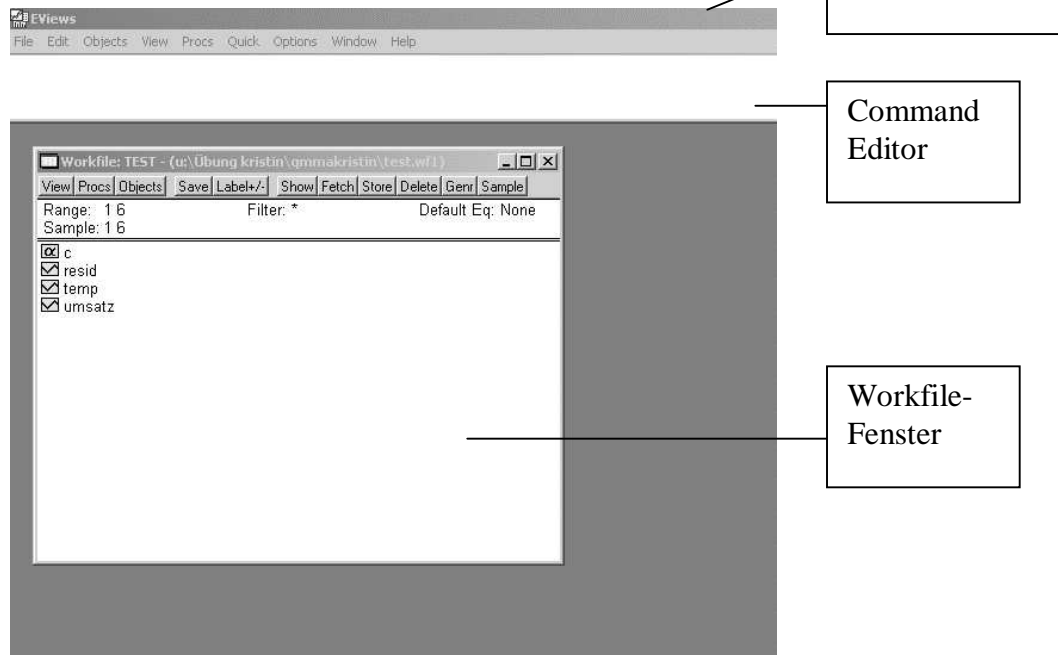 EViews
File Edit Objects View Procs Quick Options Window Help
Command
Editor
Workfile: TEST - (u:\Übung kristin\qmmakristin\test.wf1)
View Procs Objects Save Label+/- Show Fetch Store Delete Genr Sample
Range: 1 6 Filter: * Default Eq: None
Sample: 1 6
c
resid
temp
umsatz
Workfile-
Fenster